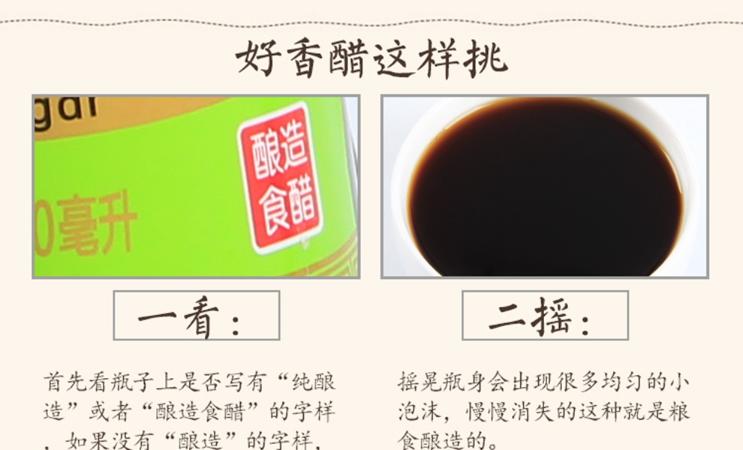 好香醋这样挑
gar
0毫升
酿造
食醋
一看：
二摇：
首先看瓶子上是否写有“纯酿
造”或者“酿造食醋”的字样
. 如果没有“酿造”的字样,
摇晃瓶身会出现很多均匀的小
泡沫，慢慢消失的这种就是粮
食酿造的。